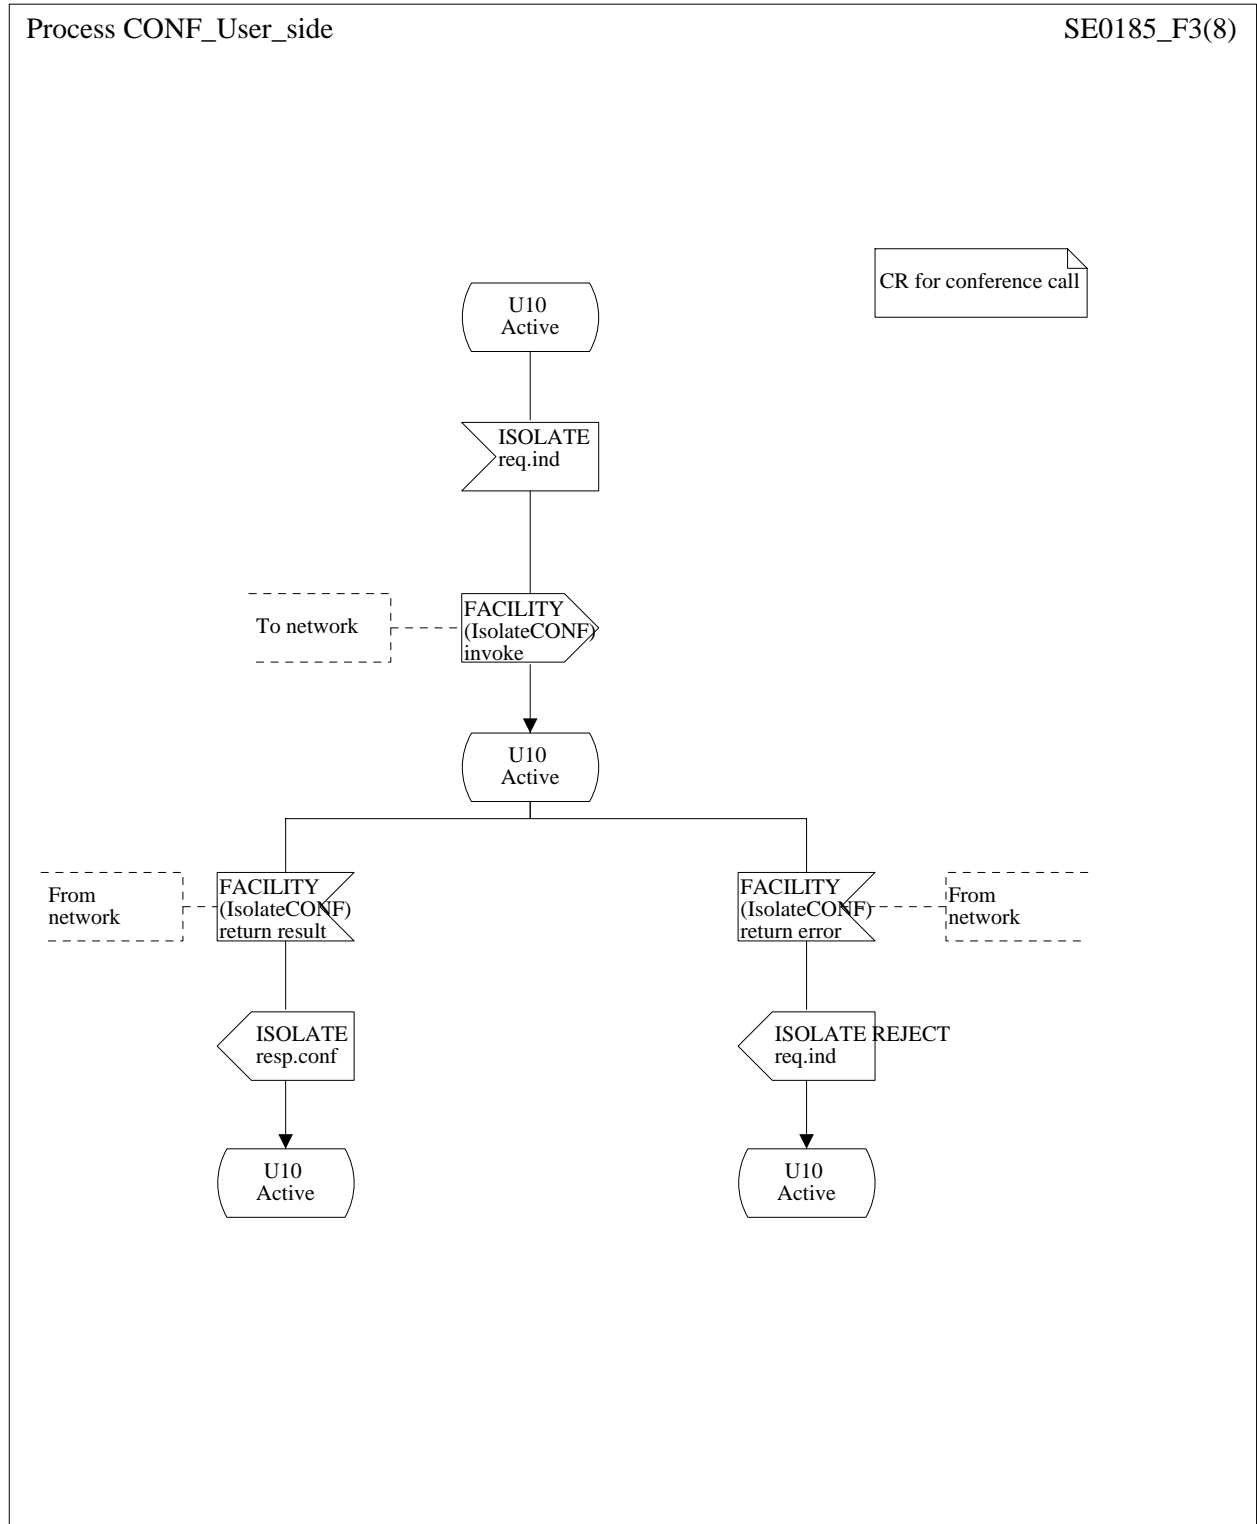 Process CONF_User_side
SE0185_F3(8)
CR for conference call
U10
Active
ISOLATE
req.ind
To network
FACILITY
(IsolateCONF)
invoke
U10
Active
From
network
FACILITY
(IsolateCONF)
return result
FACILITY
(IsolateCONF)
return error
From
network
ISOLATE
resp.conf
ISOLATE REJECT
req.ind
U10
Active
U10
Active